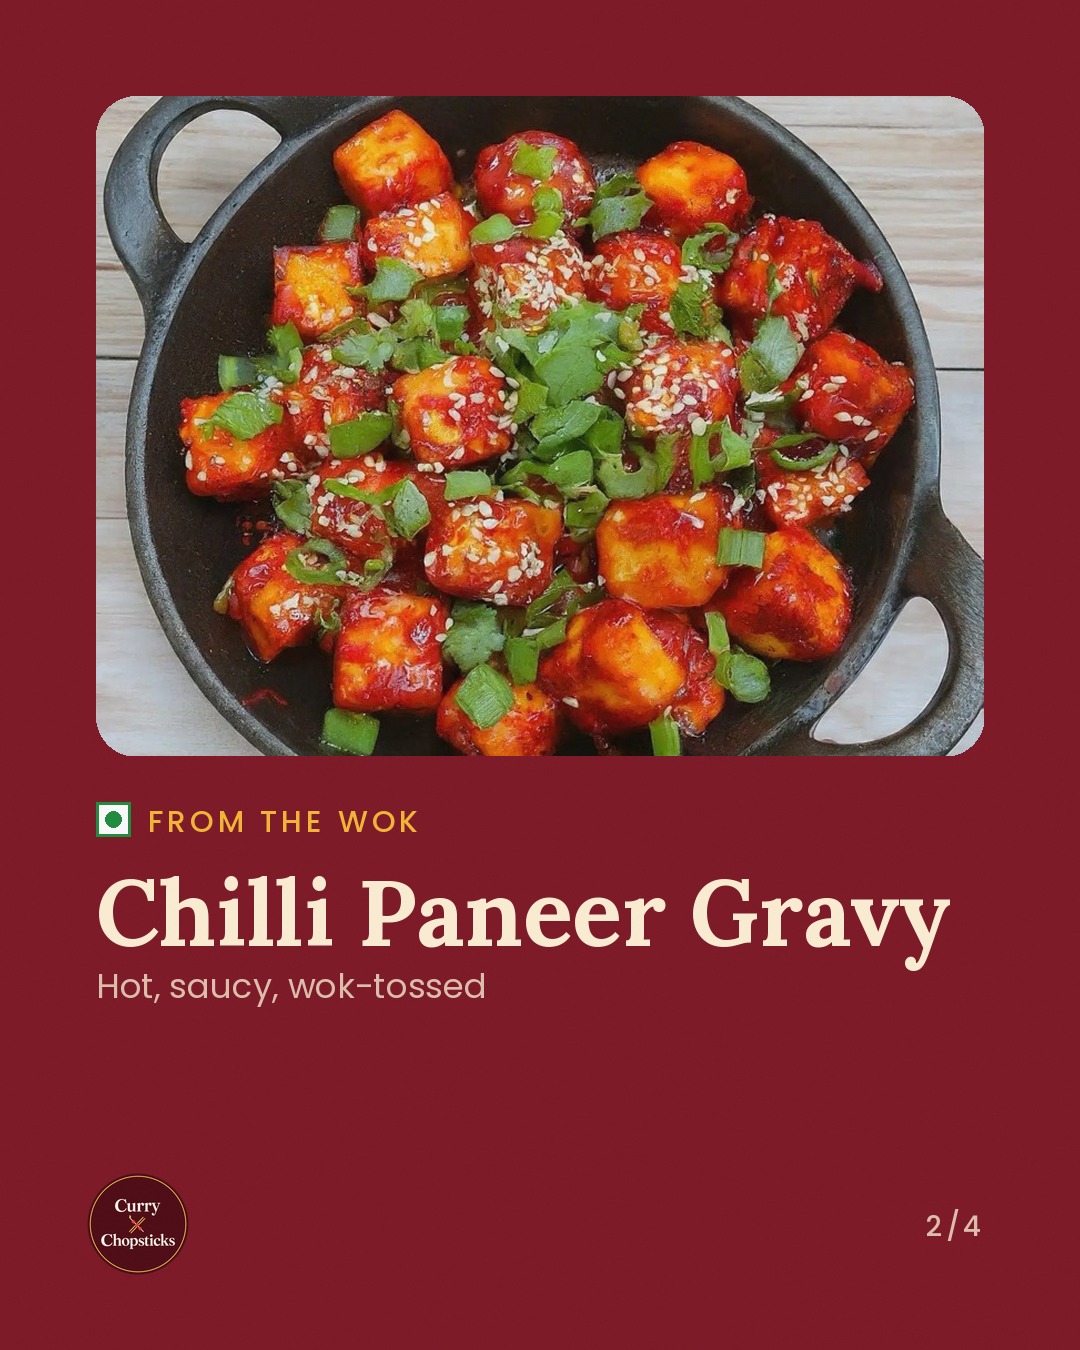 FROM THE WOK
Chilli Paneer Gravy
Hot, saucy, wok-tossed
Curry
Chopsticks
2/4